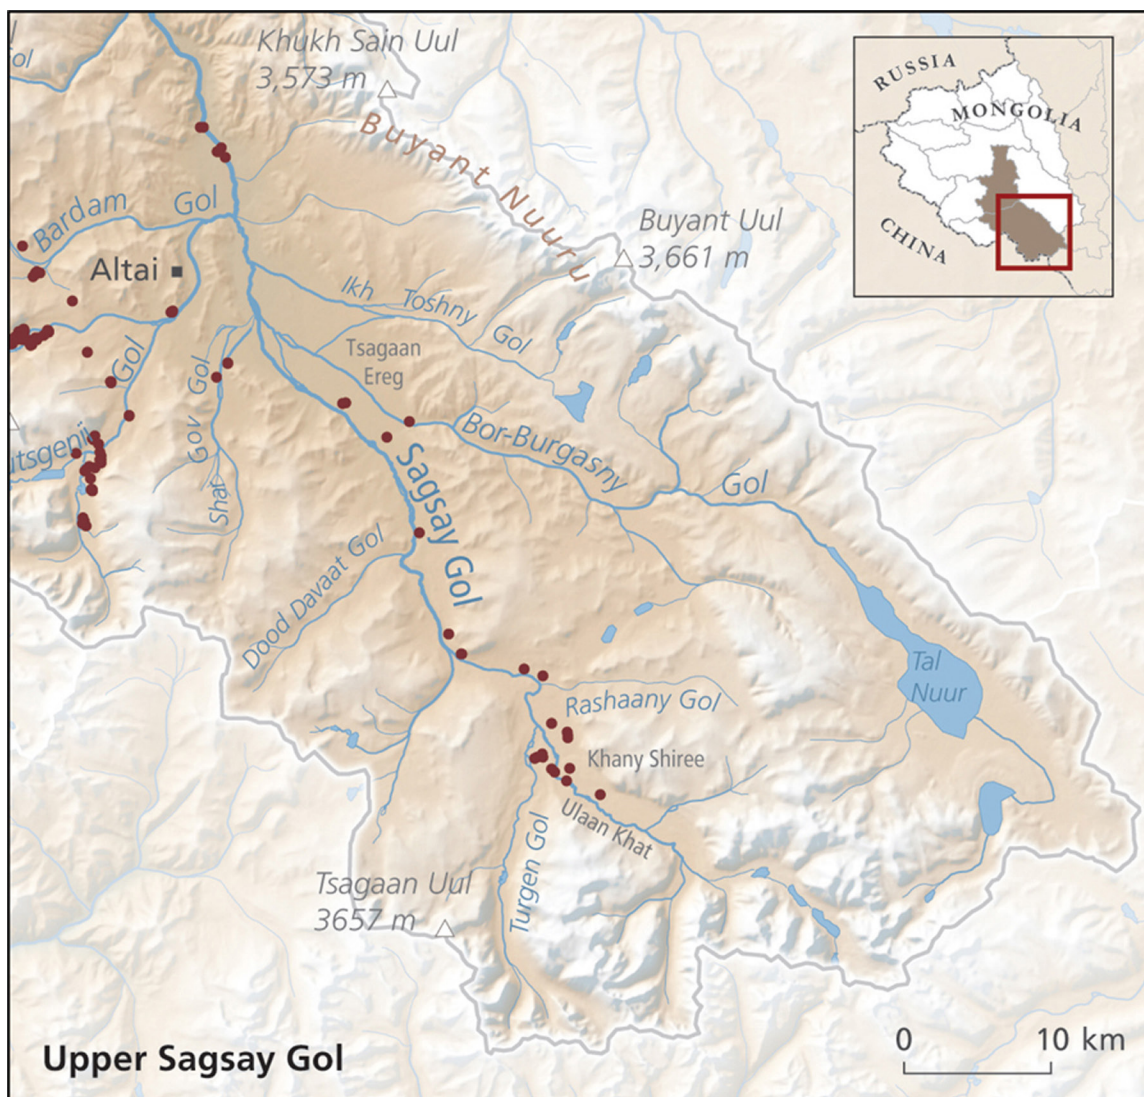 Khukh Sain Uul
3,573 m
Buyant Nuuru
RUSSIA
MONGOLIA
CHINA
Bardam Gol
Buyant Uul
3,661 m
Altai
Ikh Toshny Gol
Gol
Tsagaan
Ereg
Shar Gov Gol
Bor-Burgasny Gol
Sagsay Gol
Dood Davaat Gol
Tal
Nuur
Rashaany Gol
Khany Shiree
Ulaan Khat
Turgen Gol
Tsagaan Uul
3657 m
0 10 km
Upper Sagsay Gol